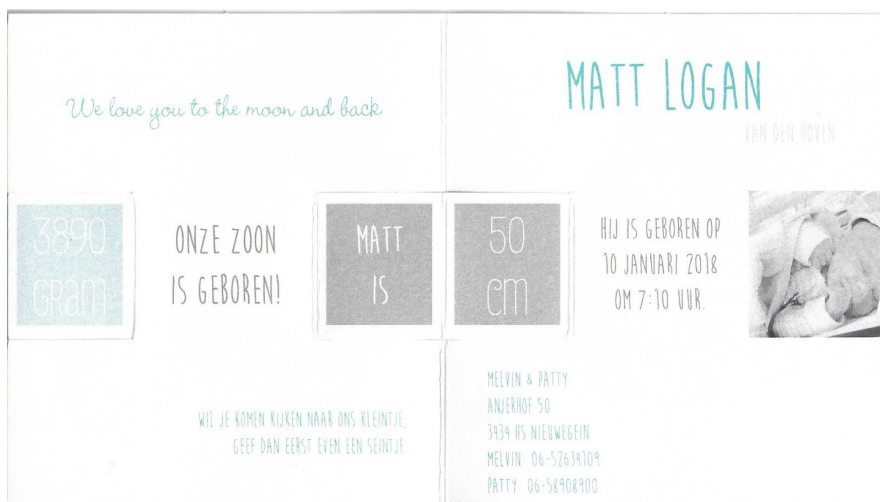 We love you to the moon and back
3890
GRAM
ONZE ZOON
IS GEBOREN!
MATT
IS
WIL JE KOMEN KIJKEN NAAR ONS KLEINTJE,
GEEF DAN EERST EVEN EEN SEINTJE
MATT LOGAN
VAN DEN HOVEN
50
cm
HIJ IS GEBOREN OP
10 JANUARI 2018
OM 7:10 UUR.
MELVIN & PATTY
ANJERHOF 50
3434 HS NIEUWEGEIN
MELVIN: 06-52634109
PATTY: 06-58908900